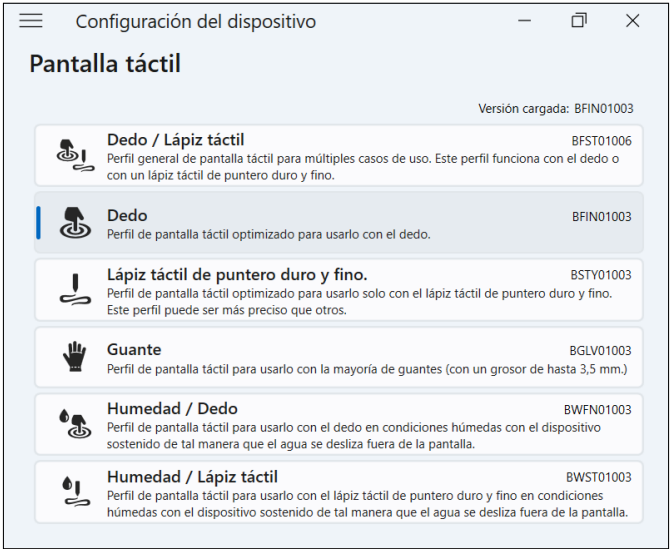 Configuración del dispositivo
Pantalla táctil
Versión cargada: BFIN01003
Dedo / Lápiz táctil
BFST01006
Perfil general de pantalla táctil para múltiples casos de uso. Este perfil funciona con el dedo o
con un lápiz táctil de puntero duro y fino.
Dedo
BFIN01003
Perfil de pantalla táctil optimizado para usarlo con el dedo.
Lápiz táctil de puntero duro y fino.
BSTY01003
Perfil de pantalla táctil optimizado para usarlo solo con el lápiz táctil de puntero duro y fino.
Este perfil puede ser más preciso que otros.
Guante
BGLV01003
Perfil de pantalla táctil para usarlo con la mayoría de guantes (con un grosor de hasta 3,5 mm.)
Humedad / Dedo
BWFN01003
Perfil de pantalla táctil para usarlo con el dedo en condiciones húmedas con el dispositivo
sostenido de tal manera que el agua se desliza fuera de la pantalla.
Humedad / Lápiz táctil
BWST01003
Perfil de pantalla táctil para usarlo con el lápiz táctil de puntero duro y fino en condiciones
húmedas con el dispositivo sostenido de tal manera que el agua se desliza fuera de la pantalla.